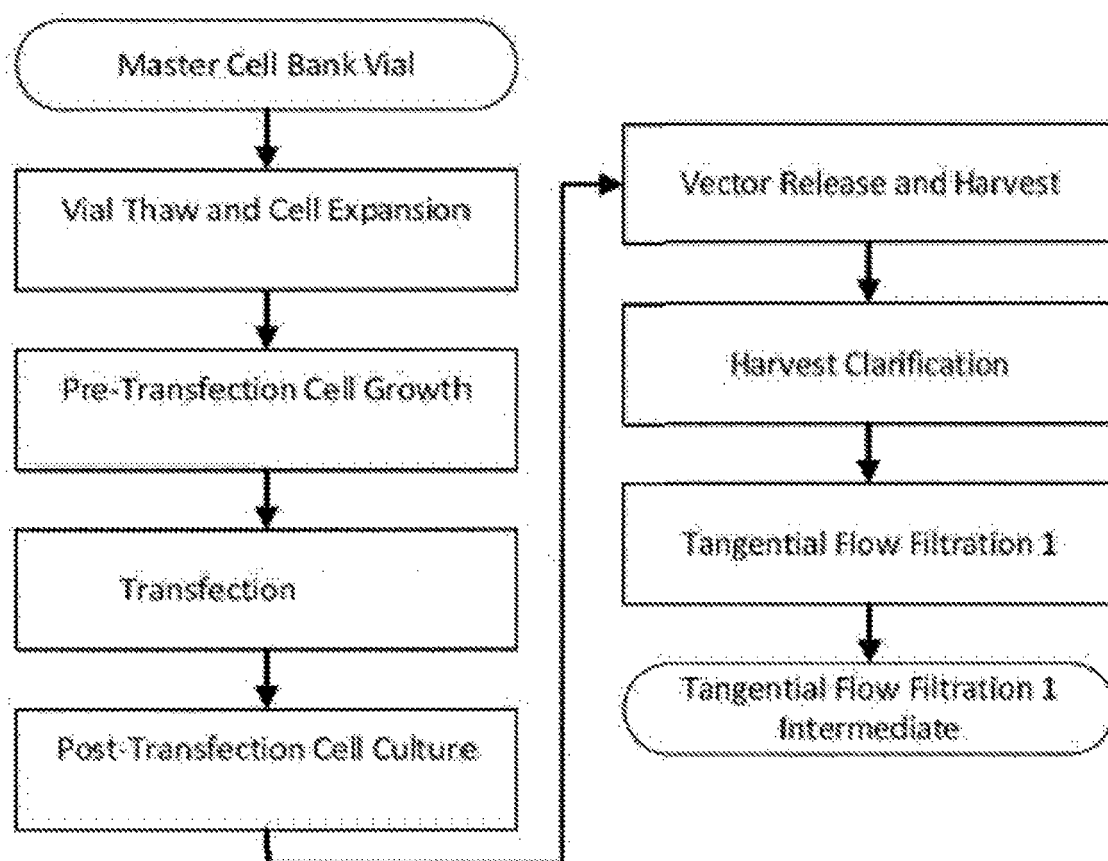 Master Cell Bank Vial
Vial Thaw and Cell Expansion
Pre-Transfection Cell Growth
Transfection
Post-Transfection Cell Culture
Vector Release and Harvest
Harvest Clarification
Tangential Flow Filtration 1
Tangential Flow Filtration 1
Intermediate